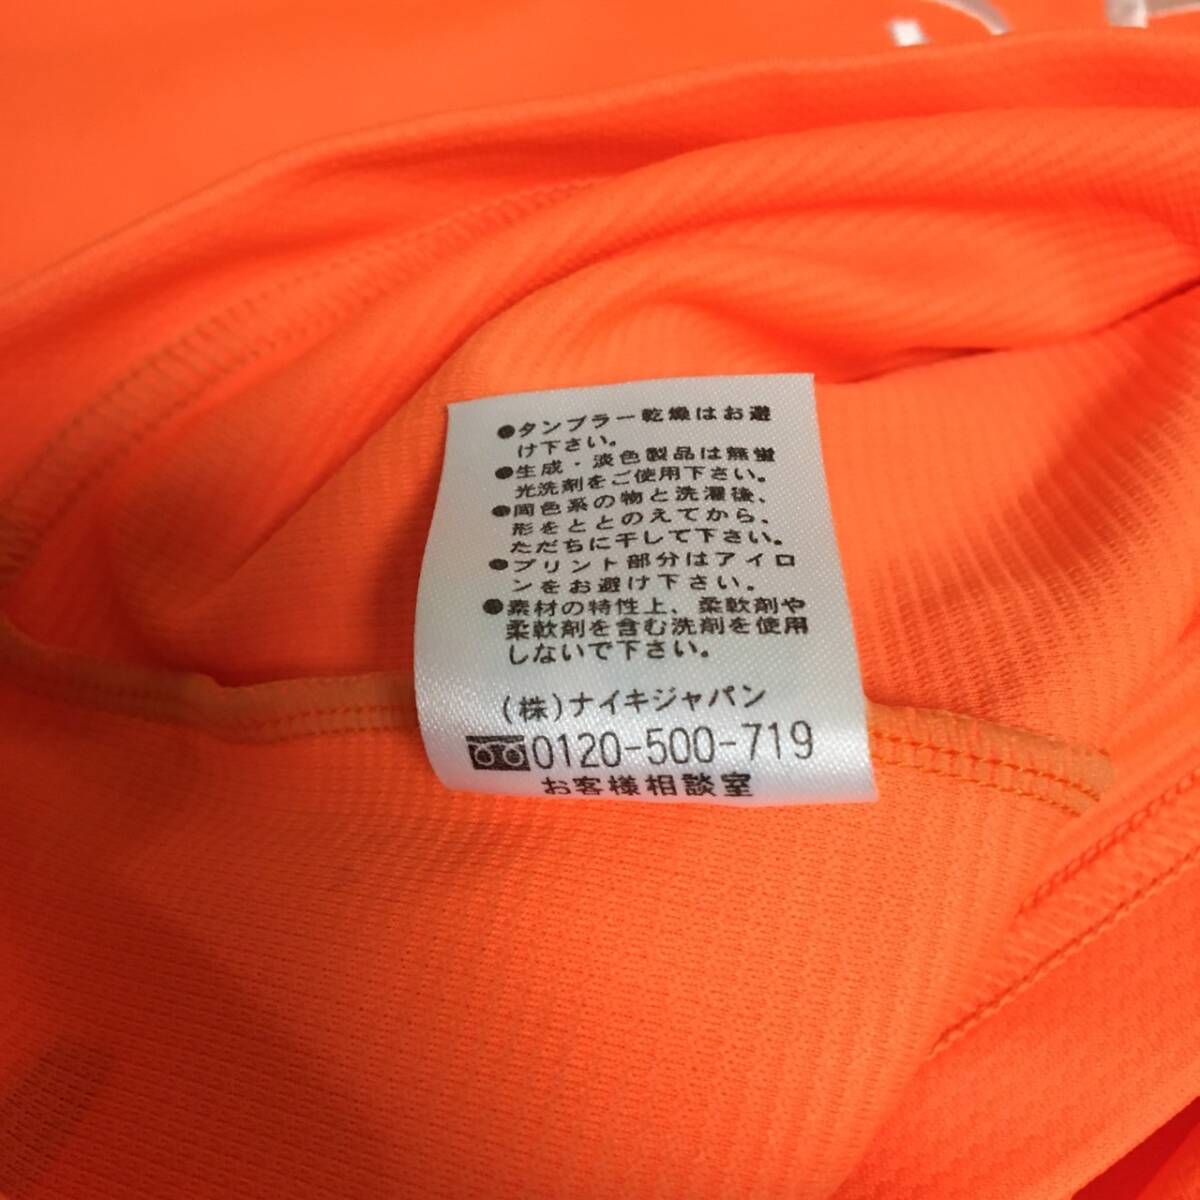 ●タンブラー乾燥はお避
け下さい。
●生成・淡色製品は無蛍
光洗剤をご使用下さい。
●同色系の物と洗濯後、
形をととのえてから、
ただちに干して下さい。
●プリント部分はアイロ
ンをお避け下さい。
●素材の特性上、柔軟剤や
柔軟剤を含む洗剤を使用
しないで下さい。
(株)ナイキジャパン
0120-500-719
お客様相談室